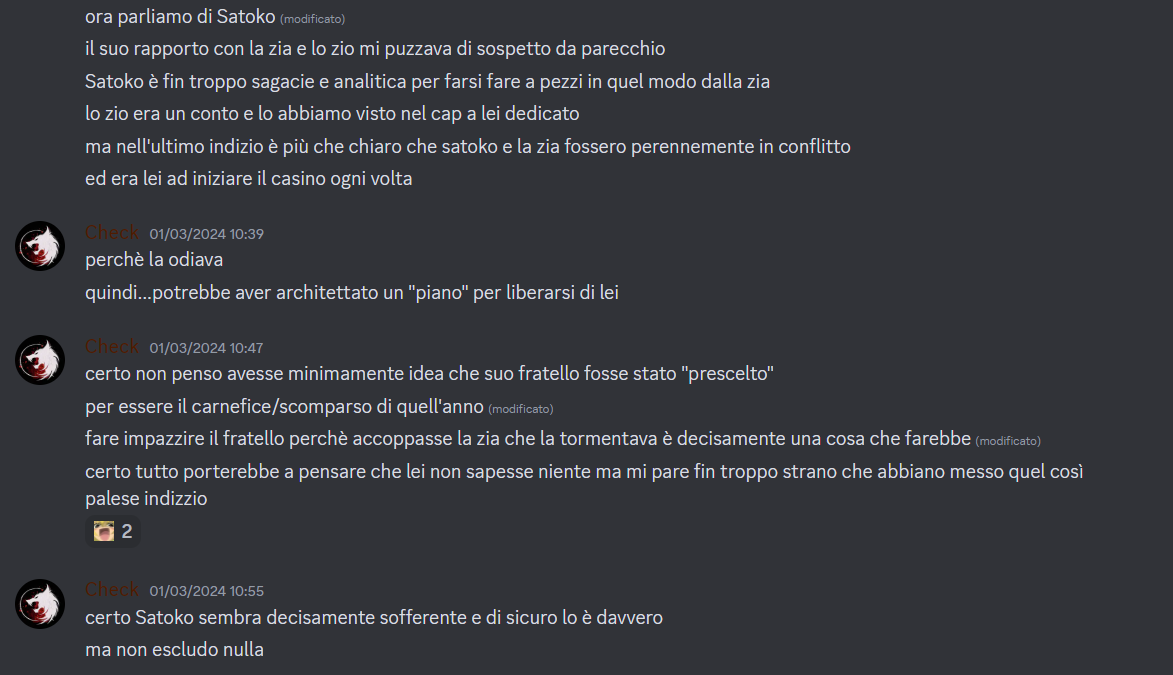 ora parliamo di Satoko (modificato)
il suo rapporto con la zia e lo zio mi puzzava di sospetto da parecchio
Satoko è fin troppo sagacie e analitica per farsi fare a pezzi in quel modo dalla zia
lo zio era un conto e lo abbiamo visto nel cap a lei dedicato
ma nell'ultimo indizio è più che chiaro che satoko e la zia fossero perennemente in conflitto
ed era lei ad iniziare il casino ogni volta
Check 01/03/2024 10:39
perchè la odiava
quindi...potrebbe aver architettato un "piano" per liberarsi di lei
Check 01/03/2024 10:47
certo non penso avesse minimamente idea che suo fratello fosse stato "prescelto"
per essere il carnefice/scomparso di quell'anno (modificato)
fare impazzire il fratello perchè accoppasse la zia che la tormentava è decisamente una cosa che farebbe (modificato)
certo tutto porterebbe a pensare che lei non sapesse niente ma mi pare fin troppo strano che abbiano messo quel così
palese indizzio
2
Check 01/03/2024 10:55
certo Satoko sembra decisamente sofferente e di sicuro lo è davvero
ma non escludo nulla